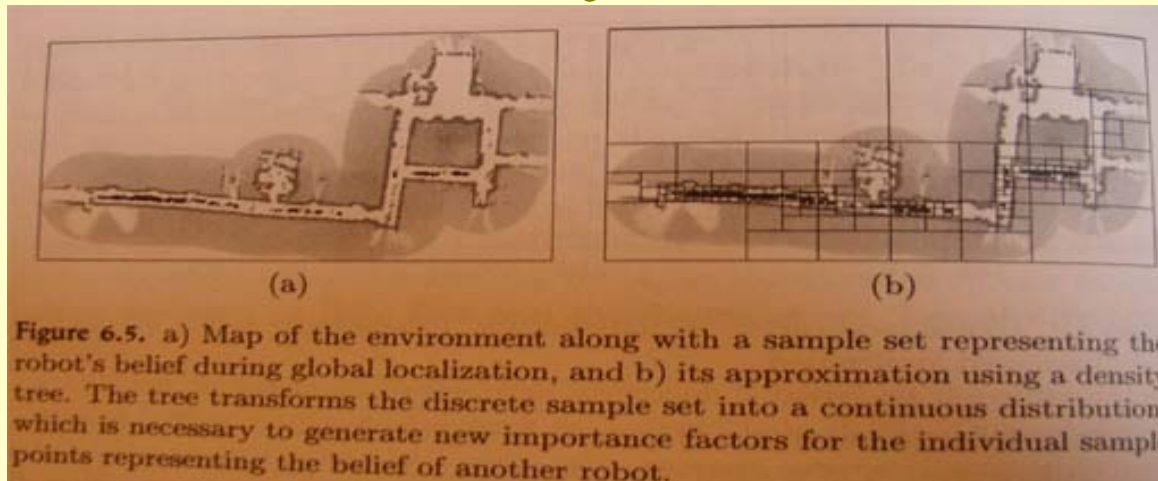 (a)
(b)
Figure 6.5. a) Map of the environment along with a sample set representing the
robot's belief during global localization, and b) its approximation using a density
tree. The tree transforms the discrete sample set into a continuous distribution
which is necessary to generate new importance factors for the individual sampl
points representing the belief of another robot.